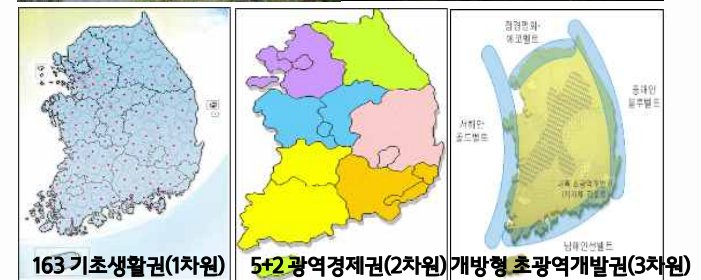 접경평화·
에코벨트
동해안
블루벨트
서해안
골드벨트
남해안선벨트
163 기초생활권(1차원)
5+2 광역경제권(2차원)
개방형 초광역개발권(3차원)